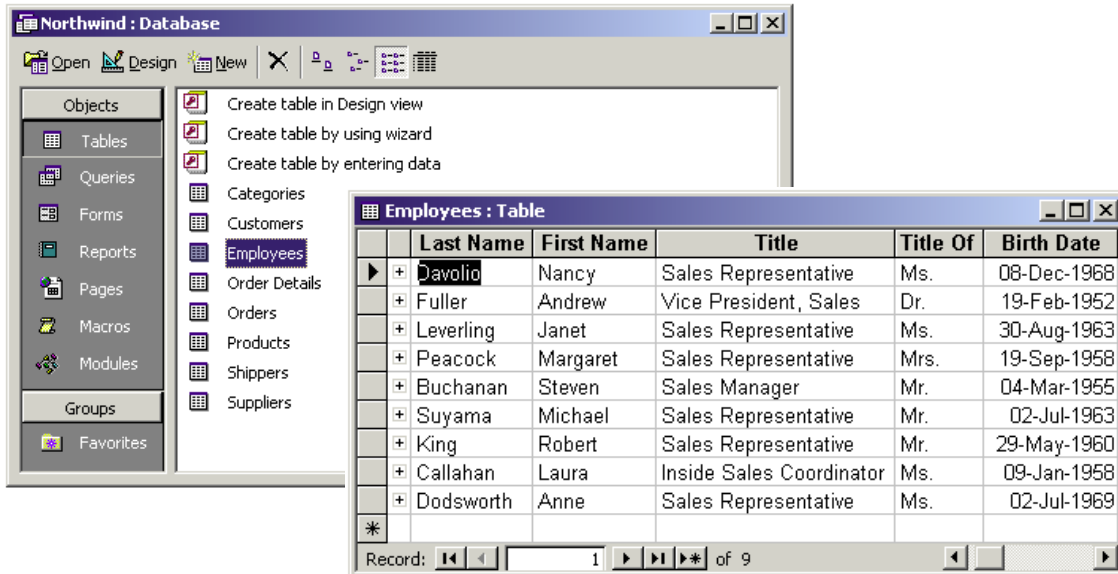 Northwind : Database
Open Design New
Objects
Tables
Queries
Forms
Reports
Pages
Macros
Modules
Groups
Favorites
Create table in Design view
Create table by using wizard
Create table by entering data
Categories
Customers
Employees
Order Details
Orders
Products
Shippers
Suppliers
Employees : Table
Last Name First Name Title Title Of Birth Date
Davolio Nancy Sales Representative Ms. 08-Dec-1968
Fuller Andrew Vice President, Sales Dr. 19-Feb-1952
Leverling Janet Sales Representative Ms. 30-Aug-1963
Peacock Margaret Sales Representative Mrs. 19-Sep-1958
Buchanan Steven Sales Manager Mr. 04-Mar-1955
Suyama Michael Sales Representative Mr. 02-Jul-1963
King Robert Sales Representative Mr. 29-May-1960
Callahan Laura Inside Sales Coordinator Ms. 09-Jan-1958
Dodsworth Anne Sales Representative Ms. 02-Jul-1969
Record: 1 of 9